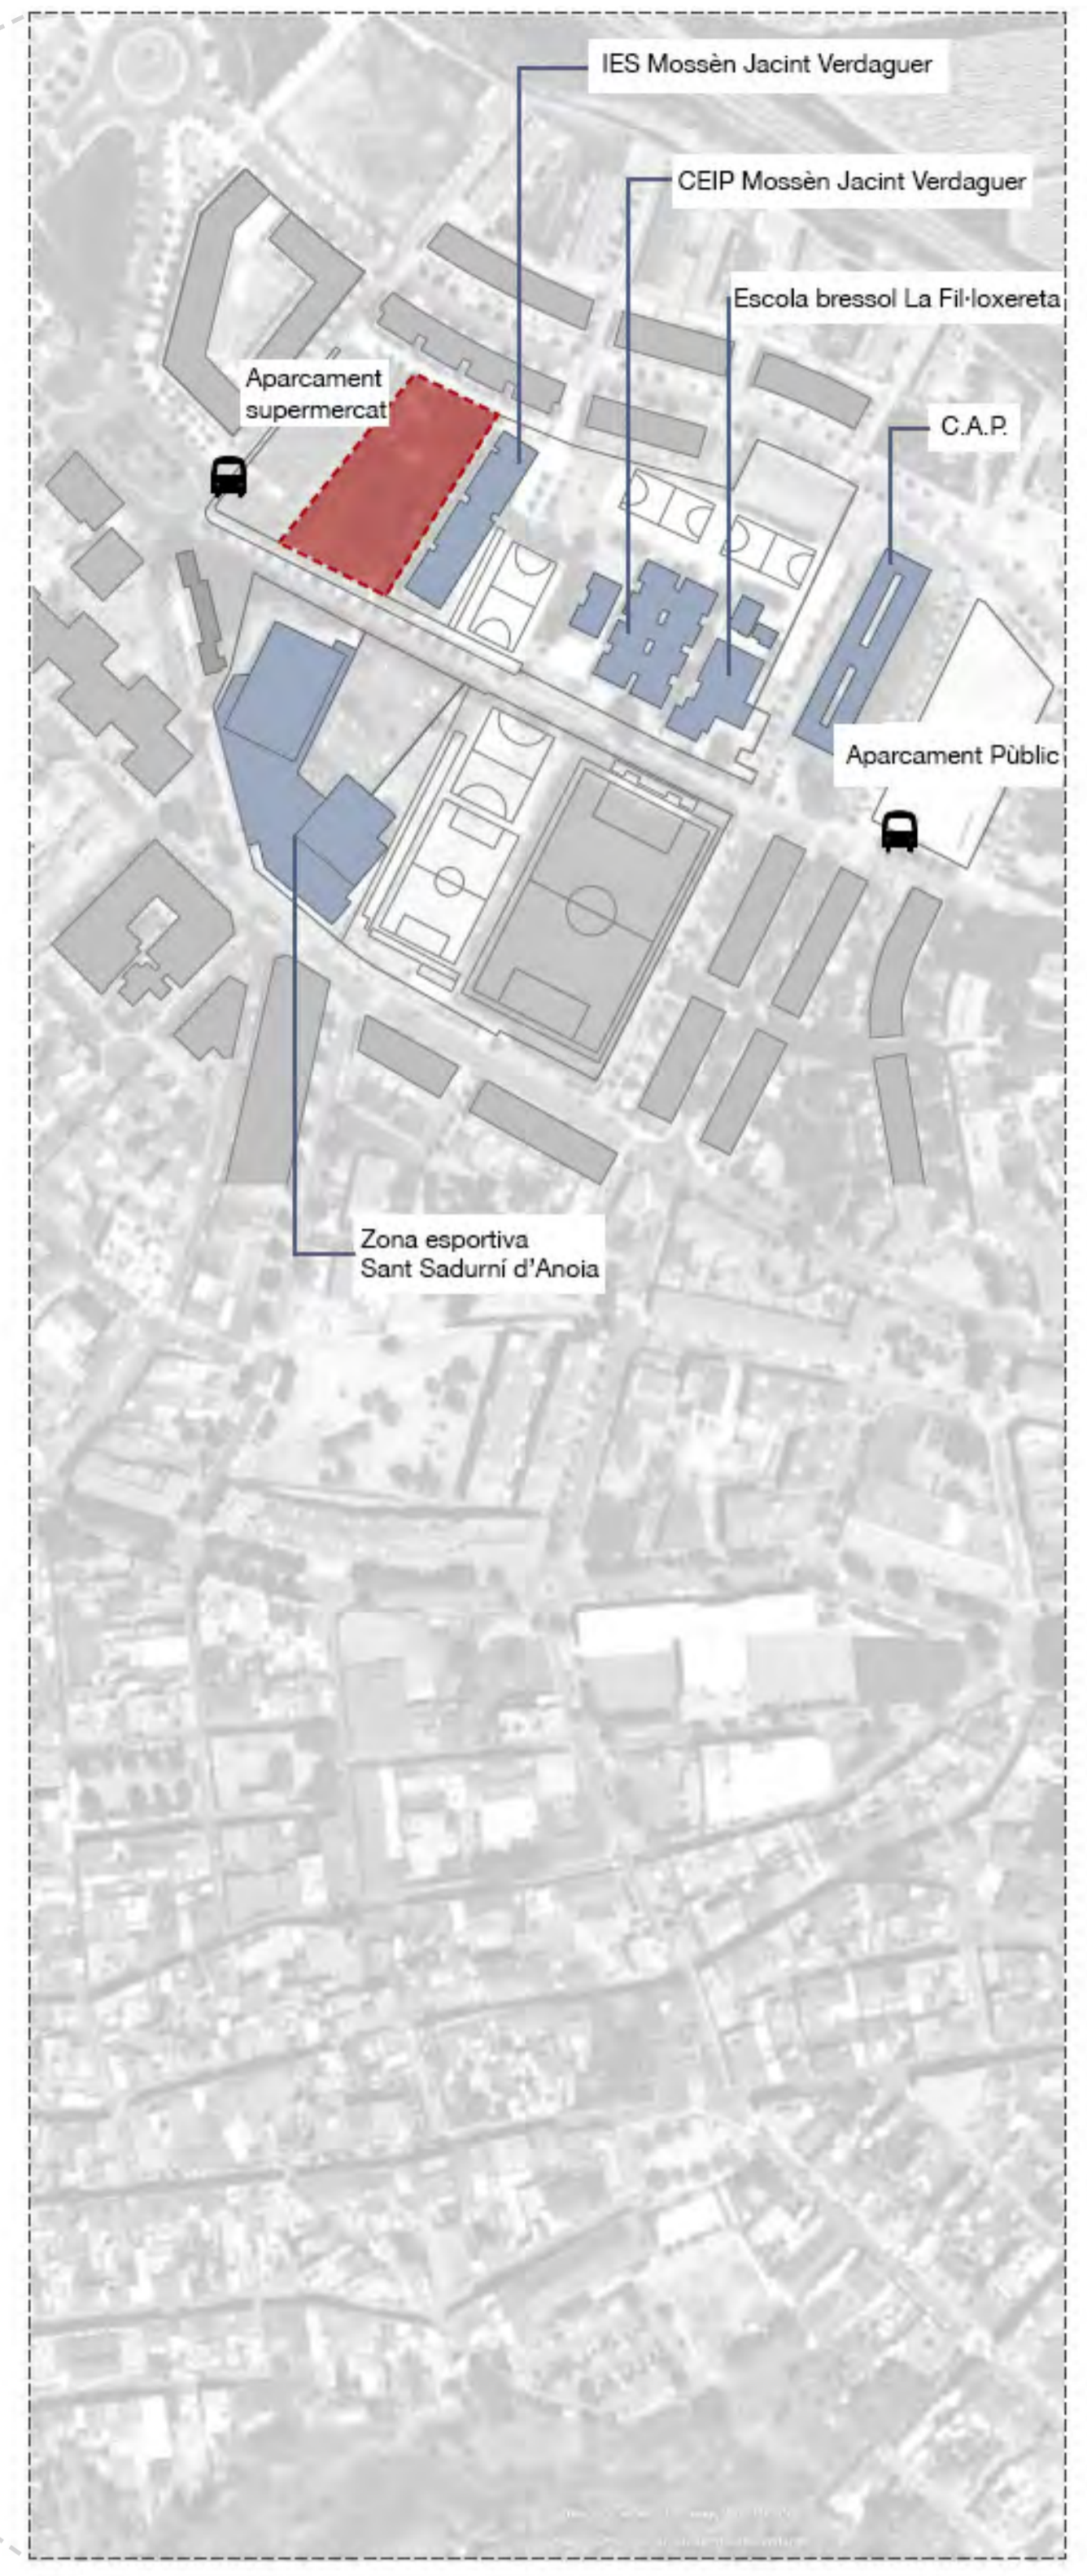 IES Mossèn Jacint Verdaguer
CEIP Mossèn Jacint Verdaguer
Escola bressol La Fil·loxereta
Aparcament
supermercat
C.A.P.
Aparcament Pùblic
Zona esportiva
Sant Sadurní d'Anoia